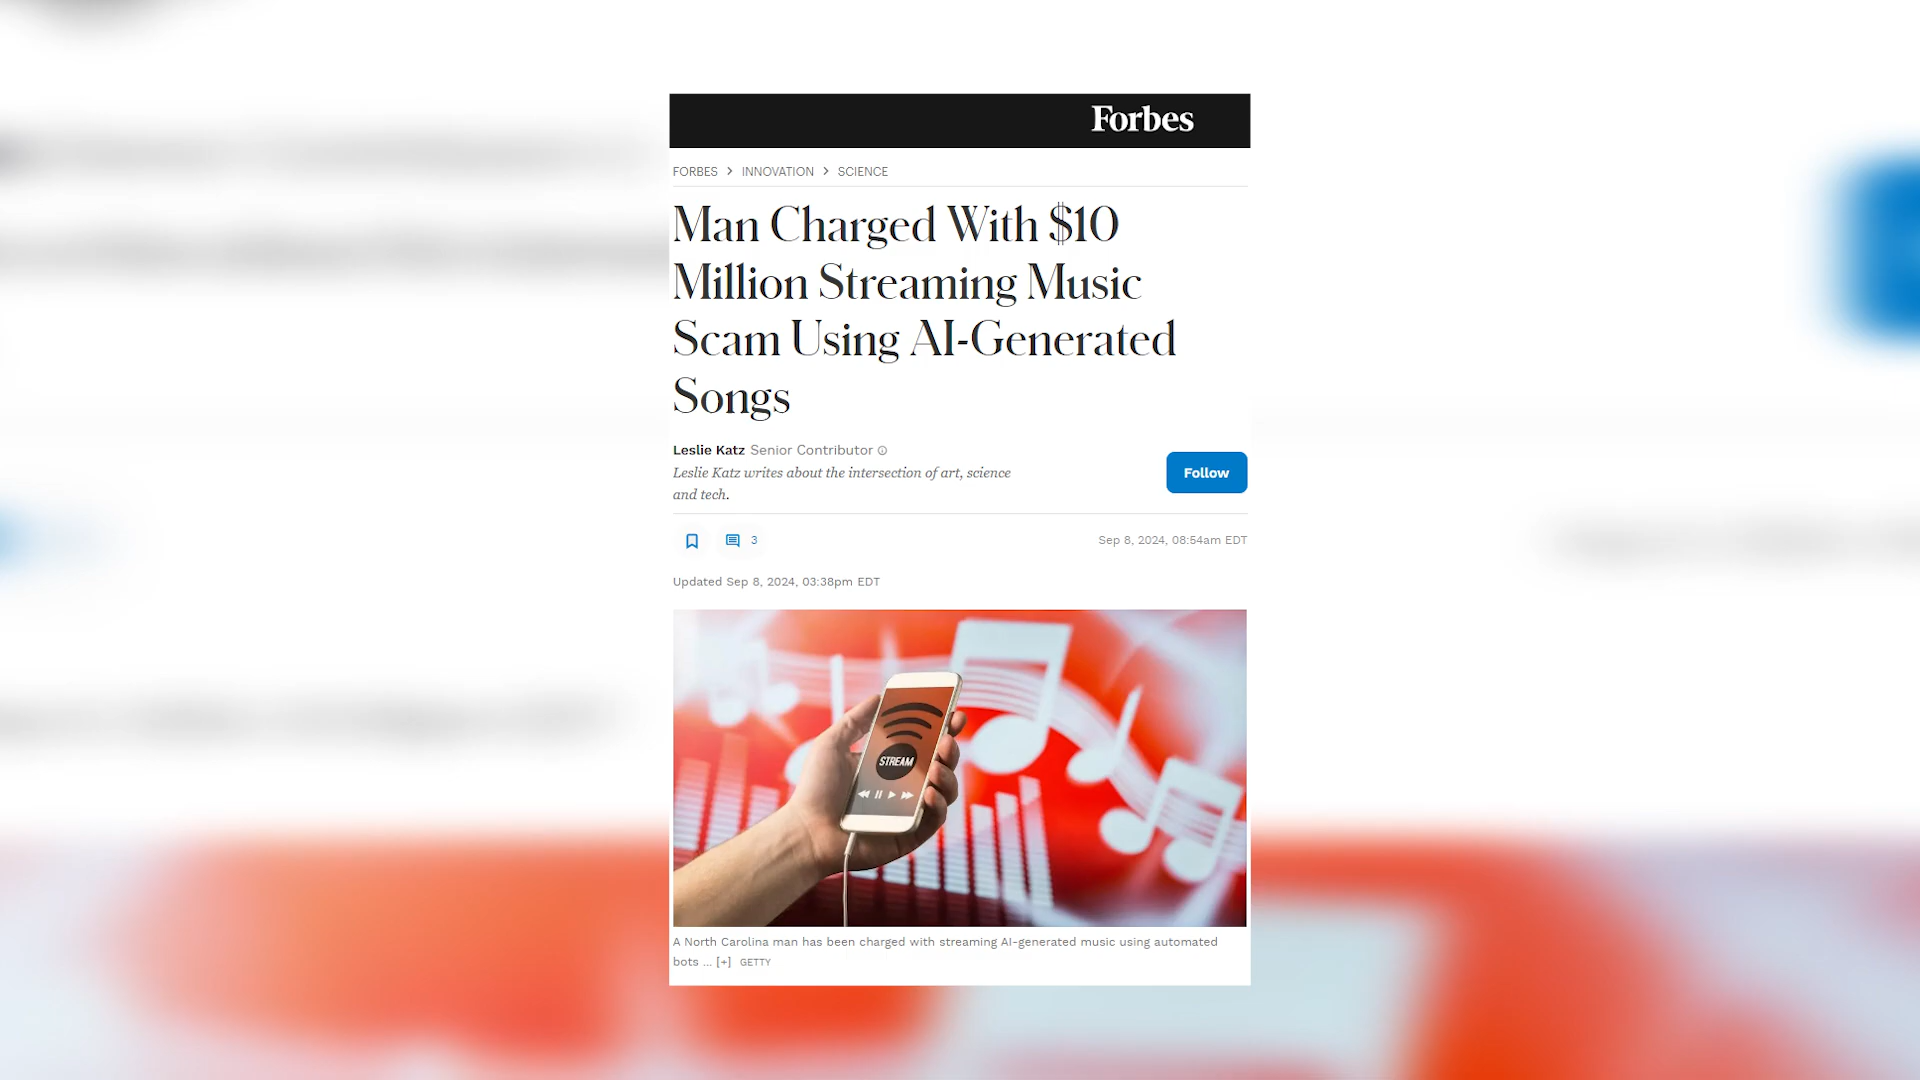 Forbes
FORBES > INNOVATION > SCIENCE
Man Charged With $10
Million Streaming Music
Scam Using AI-Generated
Songs
Leslie Katz Senior Contributor
Leslie Katz writes about the intersection of art, science
and tech.
Follow
3
Sep 8, 2024, 08:54am EDT
Updated Sep 8, 2024, 03:38pm EDT
STREAM
A North Carolina man has been charged with streaming AI-generated music using automated
bots ... [+] GETTY